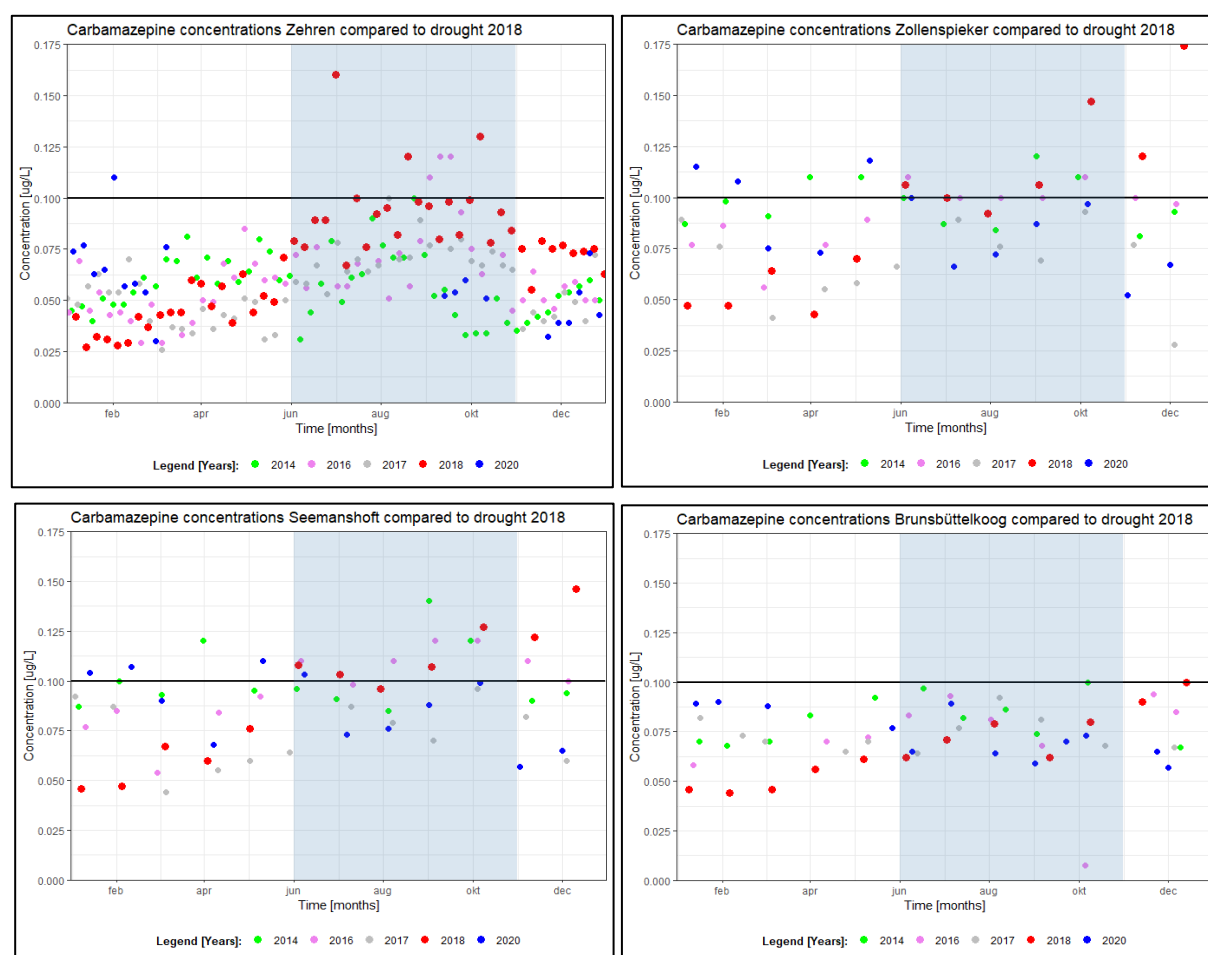 Carbamazepine concentrations Zehren compared to drought 2018
0.175
0.150
0.125
0.100
0.075
0.050
0.025
0.000
Concentration [ug/L]
feb apr jun aug okt dec
Time [months]
Legend [Years]: 2014 2016 2017 2018 2020
Carbamazepine concentrations Zollenspieker compared to drought 2018
0.175
0.150
0.125
0.100
0.075
0.050
0.025
0.000
Concentration [ug/L]
feb apr jun aug okt dec
Time [months]
Legend [Years]: 2014 2016 2017 2018 2020
Carbamazepine concentrations Seemanshoft compared to drought 2018
0.175
0.150
0.125
0.100
0.075
0.050
0.025
0.000
Concentration [ug/L]
feb apr jun aug okt dec
Time [months]
Legend [Years]: 2014 2016 2017 2018 2020
Carbamazepine concentrations Brunsbüttelkoog compared to drought 2018
0.175
0.150
0.125
0.100
0.075
0.050
0.025
0.000
Concentration [ug/L]
feb apr jun aug okt dec
Time [months]
Legend [Years]: 2014 2016 2017 2018 2020